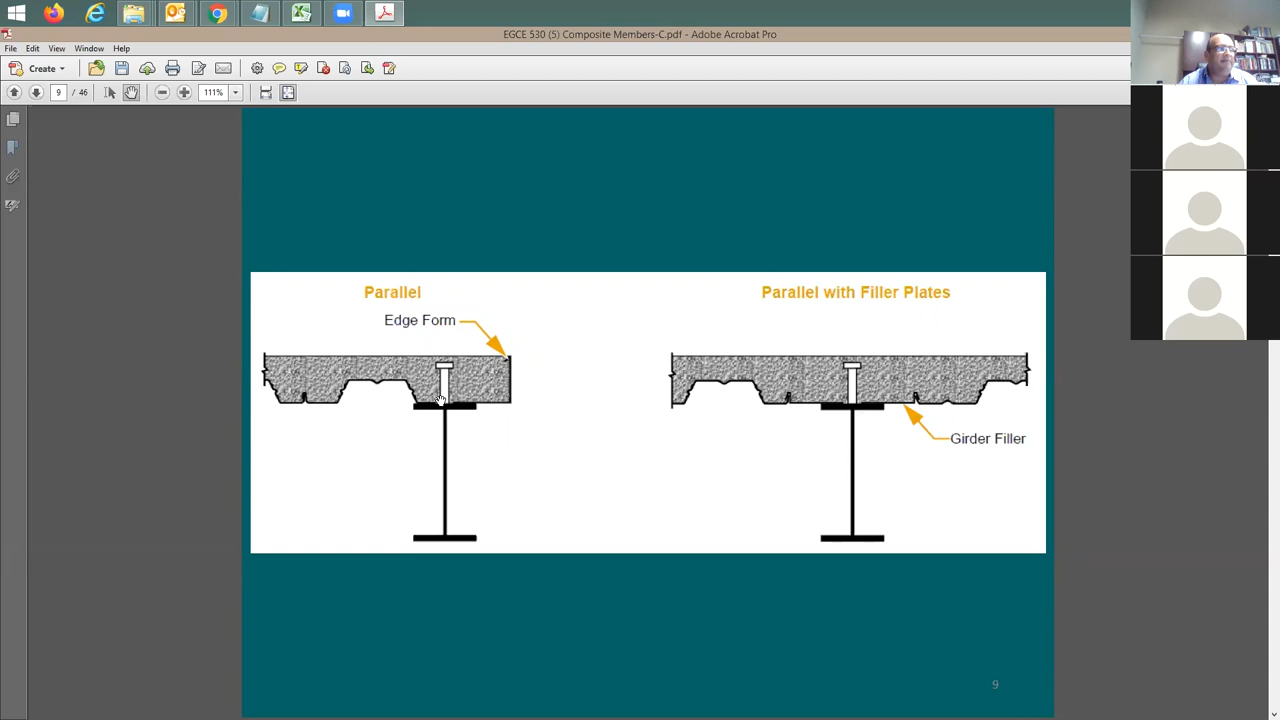 EGCE 530 (5) Composite Members-C.pdf - Adobe Acrobat Pro
File Edit View Window Help
Create
9 / 46 111%
Parallel
Parallel with Filler Plates
Edge Form
Girder Filler
9